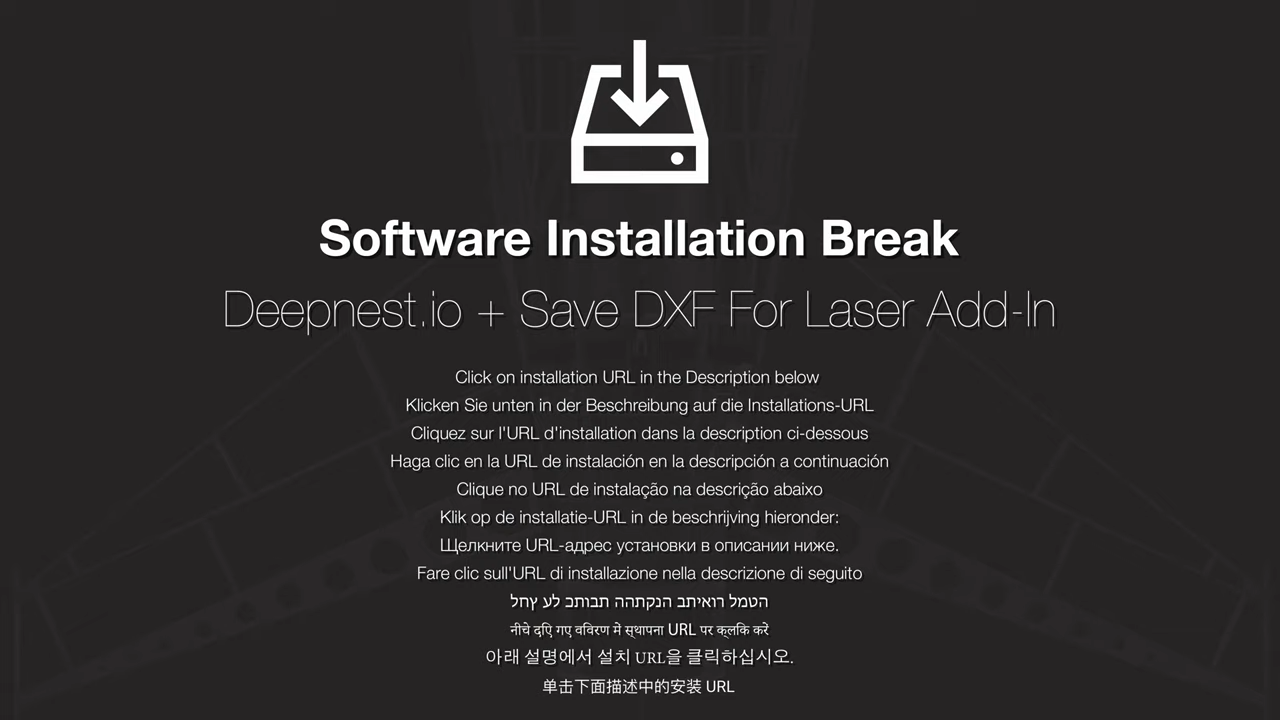 Software Installation Break
Deepnest.io + Save DXF For Laser Add-In
Click on installation URL in the Description below
Klicken Sie unten in der Beschreibung auf die Installations-URL
Cliquez sur l'URL d'installation dans la description ci-dessous
Haga clic en la URL de instalación en la descripción a continuación
Clique no URL de instalação na descrição abaixo
Klik op de installatie-URL in de beschrijving hieronder:
Щелкните URL-адрес установки в описании ниже.
Fare clic sull'URL di installazione nella descrizione di seguito
הטמל רואיתב הנקתהה תבותכ לע ץחל
नीचे दिए गए विवरण में स्थापना URL पर क्लिक करें
아래 설명에서 설치 URL을 클릭하십시오.
单击下面描述中的安装 URL